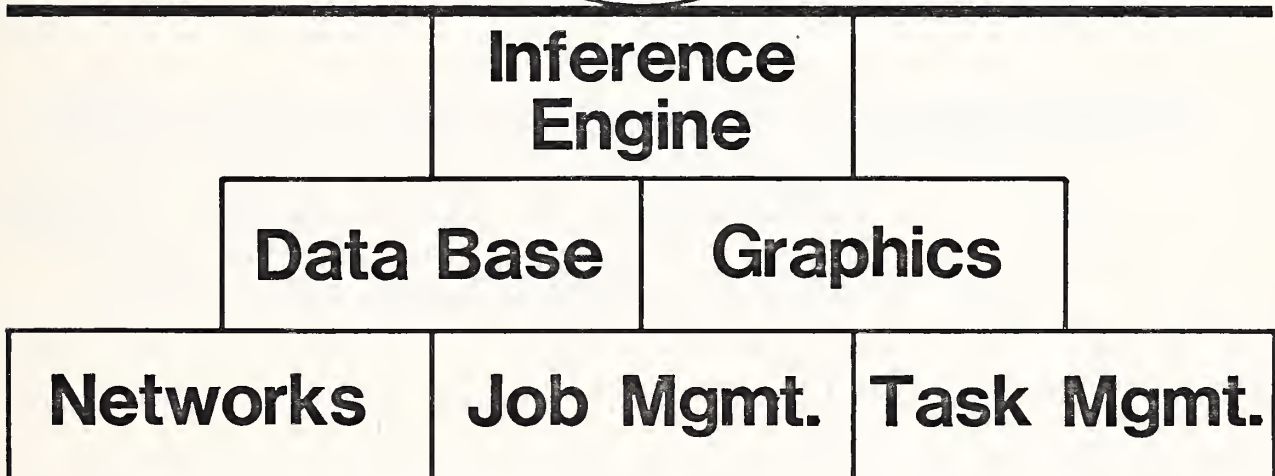 Inference
Engine
Data Base Graphics
Networks Job Mgmt. Task Mgmt.